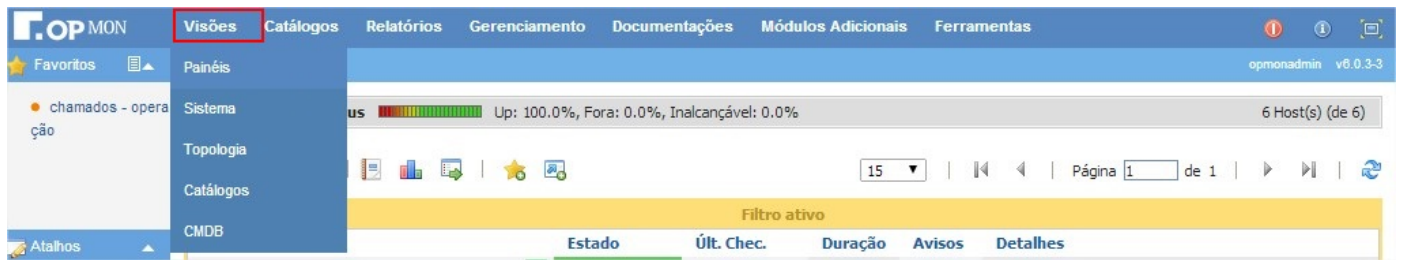 OPMON Visões Catálogos Relatórios Gerenciamento Documentações Módulos Adicionais Ferramentas
Favoritos Painéis opmonadmin v6.0.3-3
chamados - opera Sistema us Up: 100.0%, Fora: 0.0%, Inalcançável: 0.0% 6 Host(s) (de 6)
ção
Topologia 15 Página 1 de 1
Catálogos
Filtro ativo
CMDB
Atalhos Estado Últ. Chec. Duração Avisos Detalhes